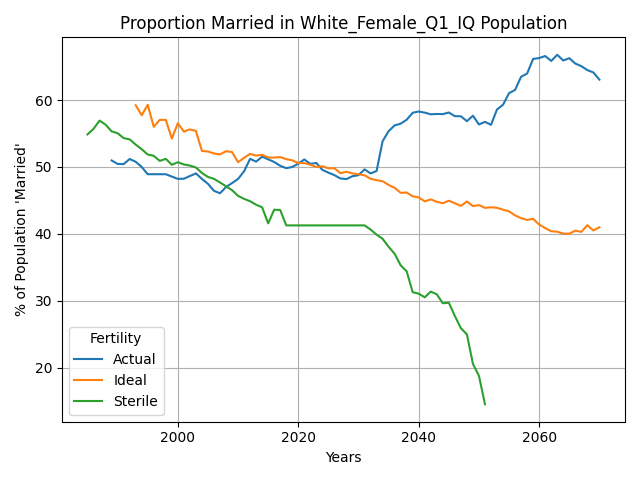 Proportion Married in White_Female_Q1_IQ Population
% of Population 'Married'
60
50
40
30
20
Fertility
Actual
Ideal
Sterile
2000 2020 2040 2060
Years